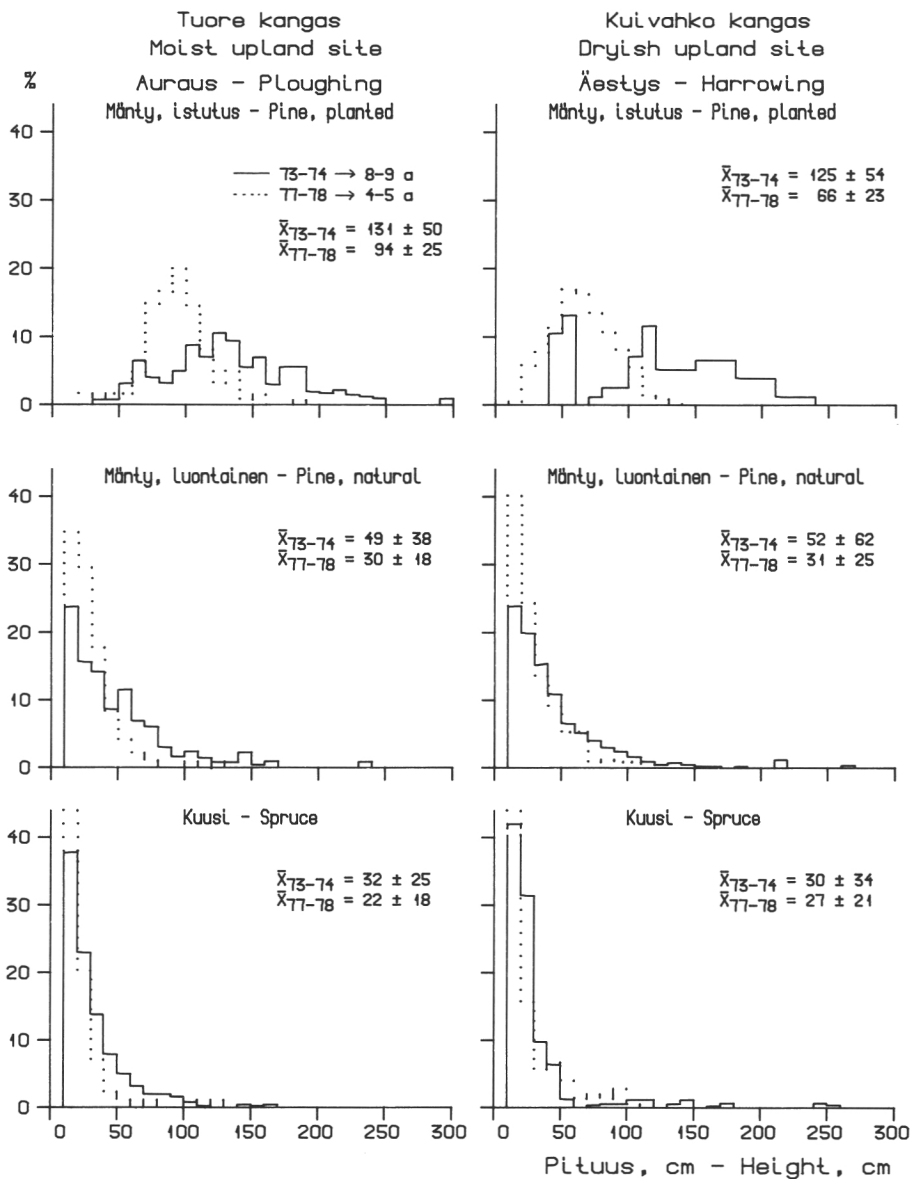 Tuore kangas
Moist upland site
Auraus - Ploughing
Kuivahko kangas
Dryish upland site
Äestys - Harrowing
%
Mänty, istutus - Pine, planted
40
30
20
10
0
73-74 → 8-9 a
77-78 → 4-5 a
X̄73-74 = 131 ± 50
X̄77-78 = 94 ± 25
Mänty, istutus - Pine, planted
X̄73-74 = 125 ± 54
X̄77-78 = 66 ± 23
Mänty, luontainen - Pine, natural
40
30
20
10
0
X̄73-74 = 49 ± 38
X̄77-78 = 30 ± 18
Mänty, luontainen - Pine, natural
X̄73-74 = 52 ± 62
X̄77-78 = 31 ± 25
Kuusi - Spruce
40
30
20
10
0
X̄73-74 = 32 ± 25
X̄77-78 = 22 ± 18
Kuusi - Spruce
X̄73-74 = 30 ± 34
X̄77-78 = 27 ± 21
0 50 100 150 200 250 300
0 50 100 150 200 250 300
Pituus, cm - Height, cm